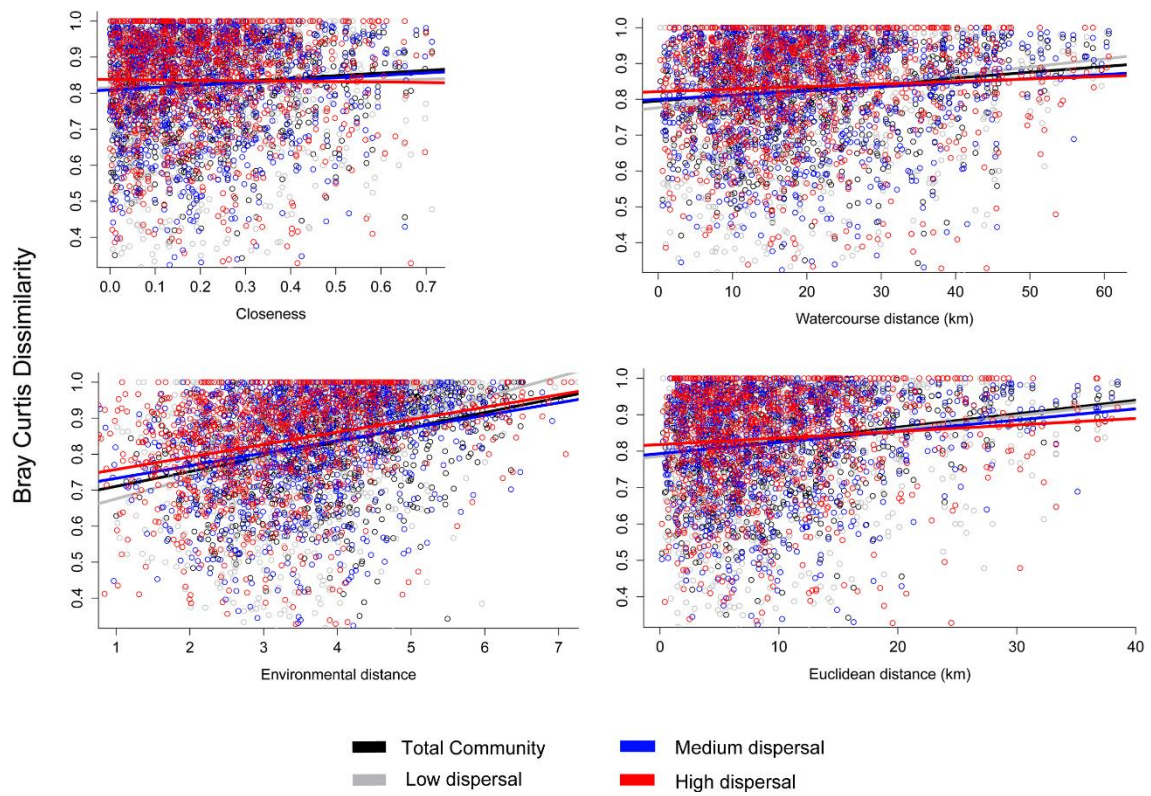 Bray Curtis Dissimilarity
1.0
0.9
0.8
0.7
0.6
0.5
0.4
0.0 0.1 0.2 0.3 0.4 0.5 0.6 0.7
Closeness
1.0
0.9
0.8
0.7
0.6
0.5
0.4
0 10 20 30 40 50 60
Watercourse distance (km)
1.0
0.9
0.8
0.7
0.6
0.5
0.4
1 2 3 4 5 6 7
Environmental distance
1.0
0.9
0.8
0.7
0.6
0.5
0.4
0 10 20 30 40
Euclidean distance (km)
Total Community Medium dispersal
Low dispersal High dispersal